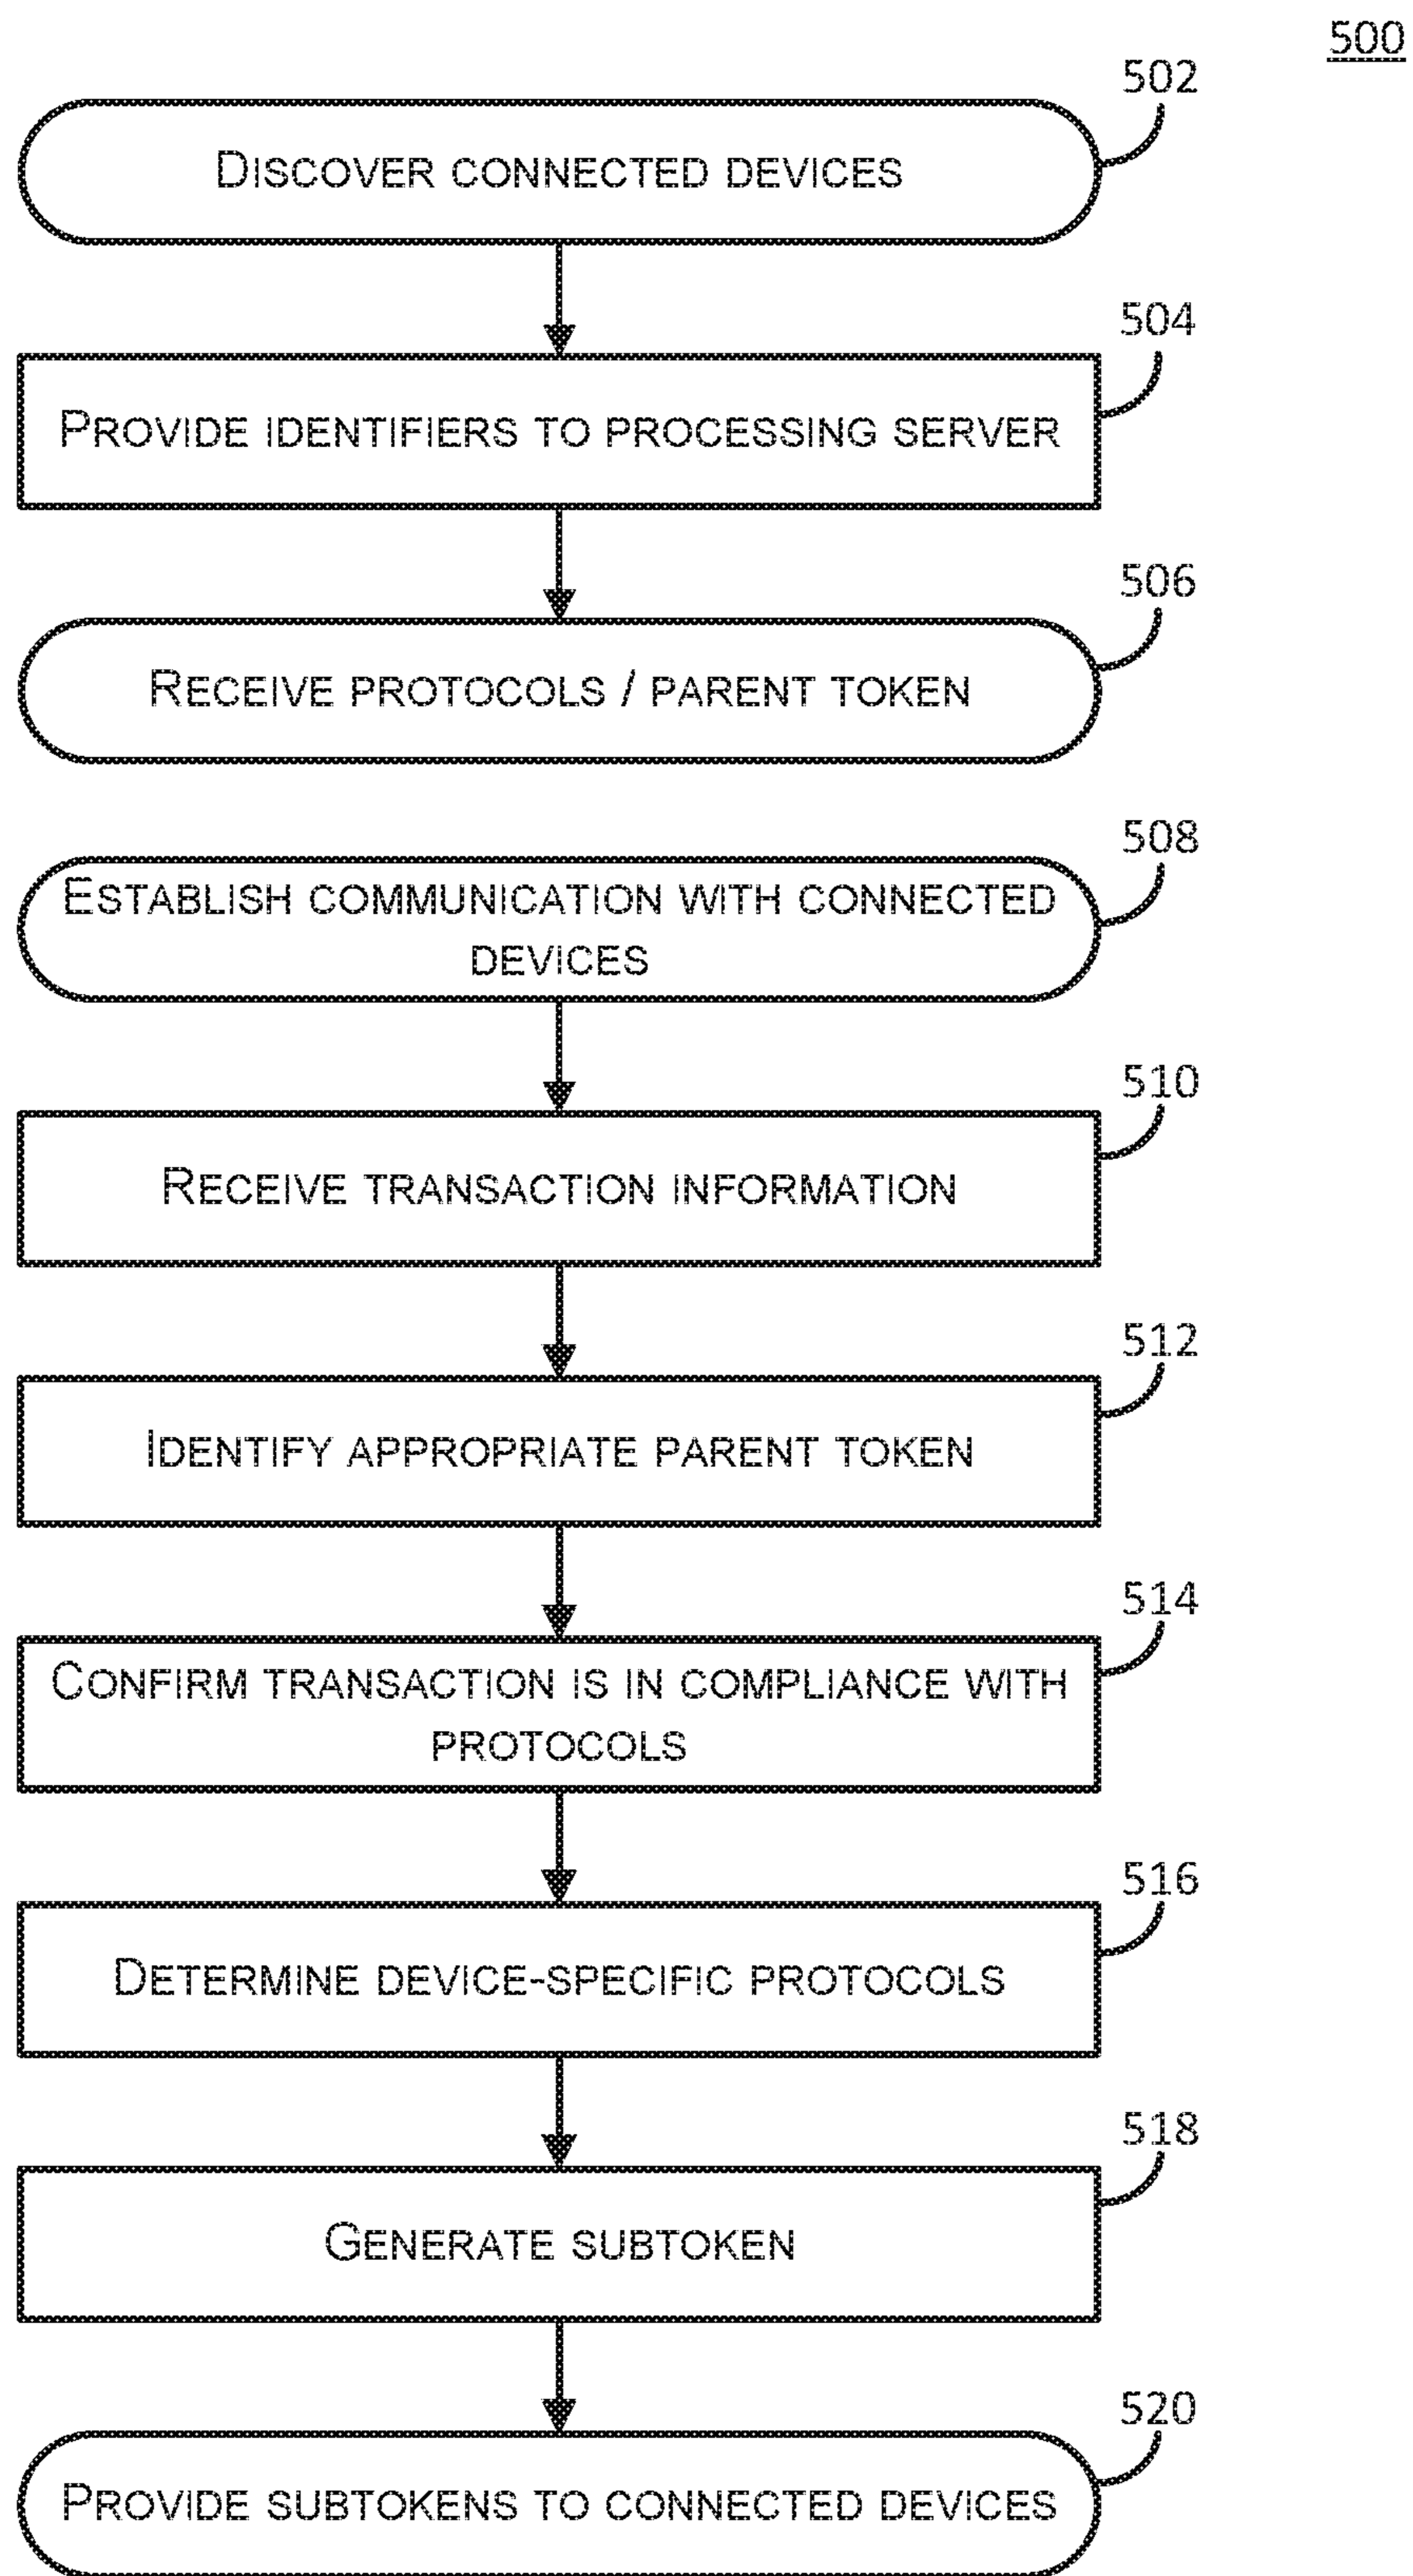 500
502
DISCOVER CONNECTED DEVICES
504
PROVIDE IDENTIFIERS TO PROCESSING SERVER
506
RECEIVE PROTOCOLS / PARENT TOKEN
508
ESTABLISH COMMUNICATION WITH CONNECTED
DEVICES
510
RECEIVE TRANSACTION INFORMATION
512
IDENTIFY APPROPRIATE PARENT TOKEN
514
CONFIRM TRANSACTION IS IN COMPLIANCE WITH
PROTOCOLS
516
DETERMINE DEVICE-SPECIFIC PROTOCOLS
518
GENERATE SUBTOKEN
520
PROVIDE SUBTOKENS TO CONNECTED DEVICES